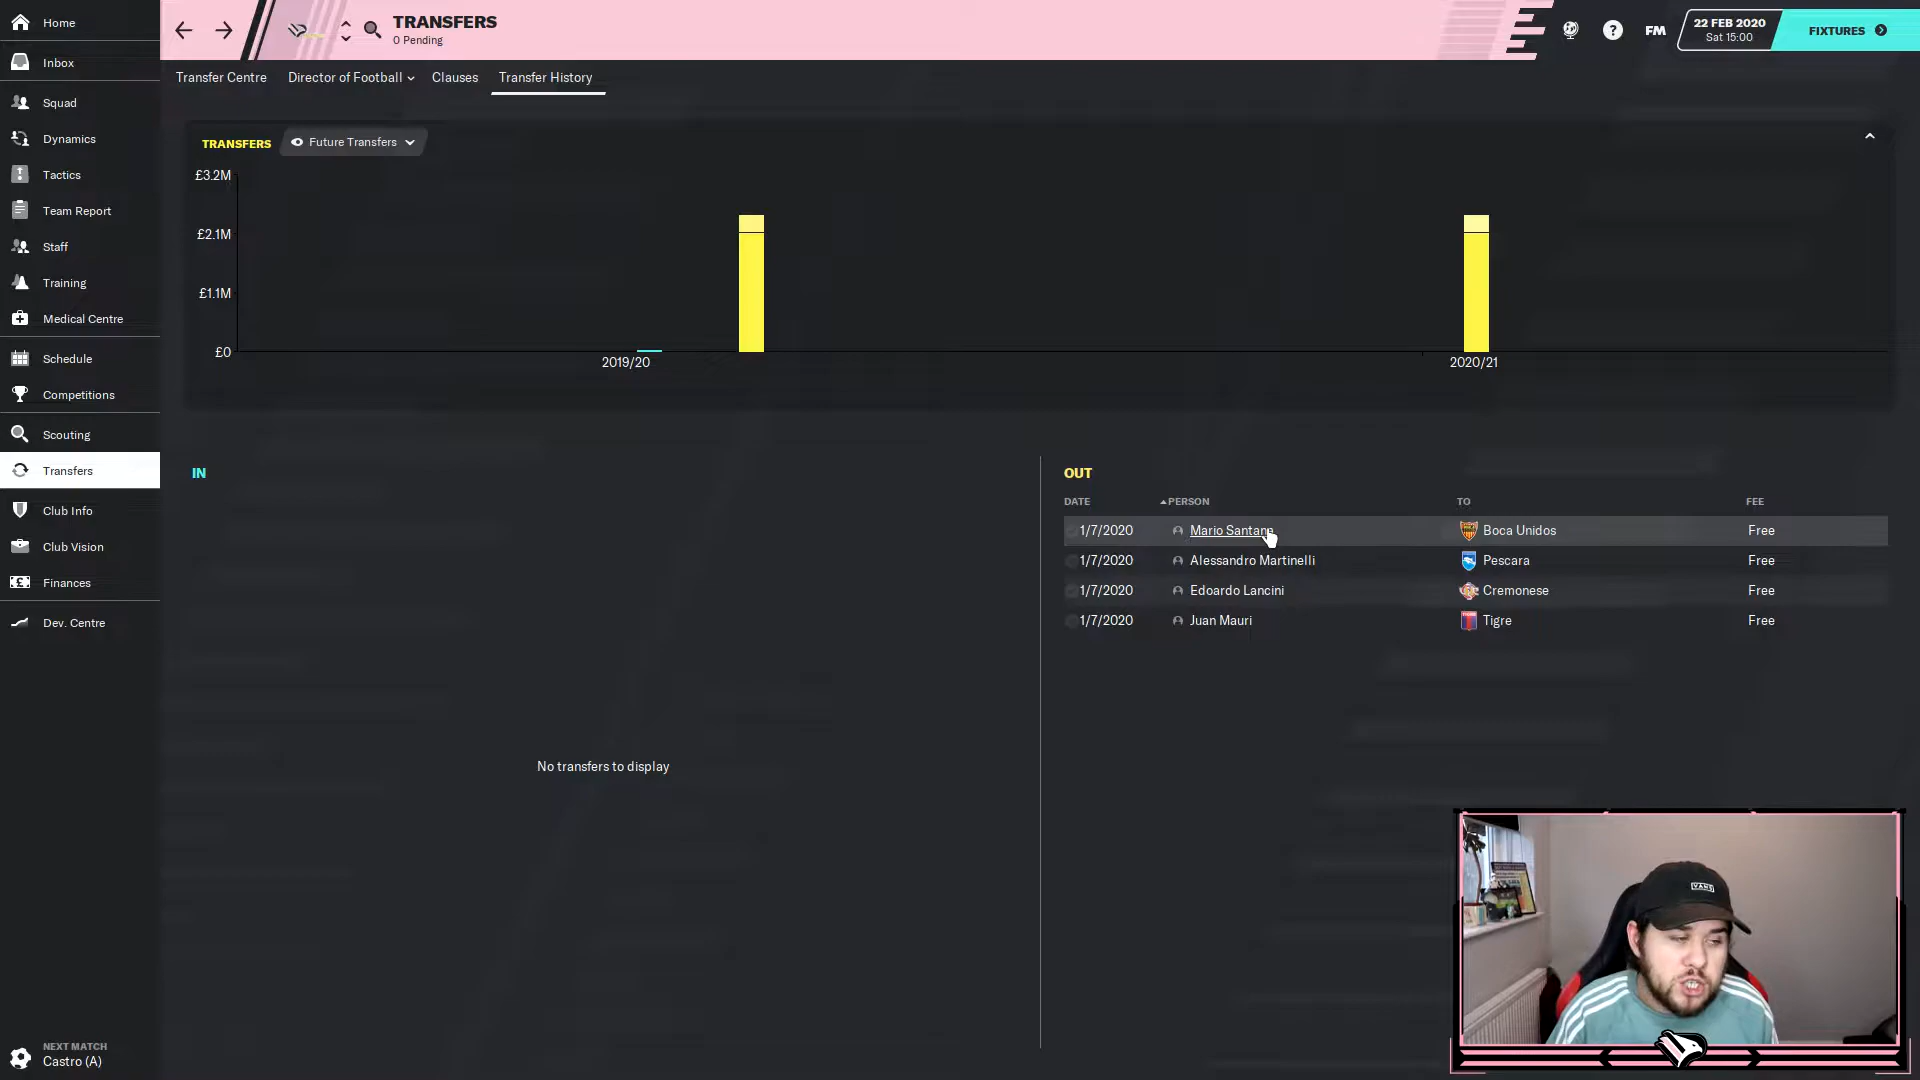 Home
Inbox
Squad
Dynamics
Tactics
Team Report
Staff
Training
Medical Centre
Schedule
Competitions
Scouting
Transfers
Club Info
Club Vision
Finances
Dev. Centre
NEXT MATCH
Castro (A)
TRANSFERS
0 Pending
? FM
22 FEB 2020
Sat 15:00
FIXTURES
Transfer Centre Director of Football Clauses Transfer History
TRANSFERS Future Transfers
£3.2M
£2.1M
£1.1M
£0
2019/20 2020/21
IN
No transfers to display
OUT
DATE PERSON TO FEE
1/7/2020 Mario Santana Boca Unidos Free
1/7/2020 Alessandro Martinelli Pescara Free
1/7/2020 Edoardo Lancini Cremonese Free
1/7/2020 Juan Mauri Tigre Free
VANS